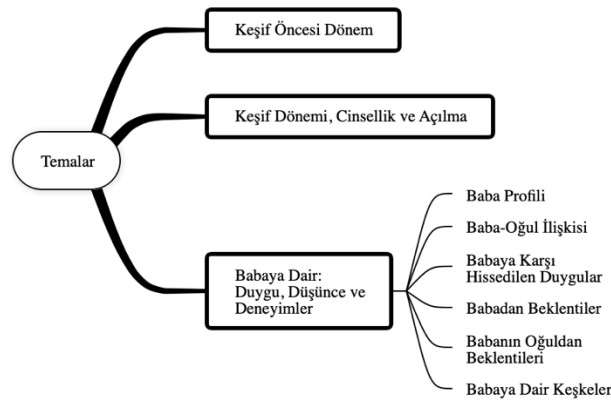 Keşif Öncesi Dönem
Keşif Dönemi, Cinsellik ve Açılma
Temalar
Babaya Dair:
Duygu, Düşünce ve
Deneyimler
Baba Profili
Baba-Oğul İlişkisi
Babaya Karşı
Hissedilen Duygular
Babadan Beklentiler
Babanın Oğuldan
Beklentileri
Babaya Dair Keşkeler